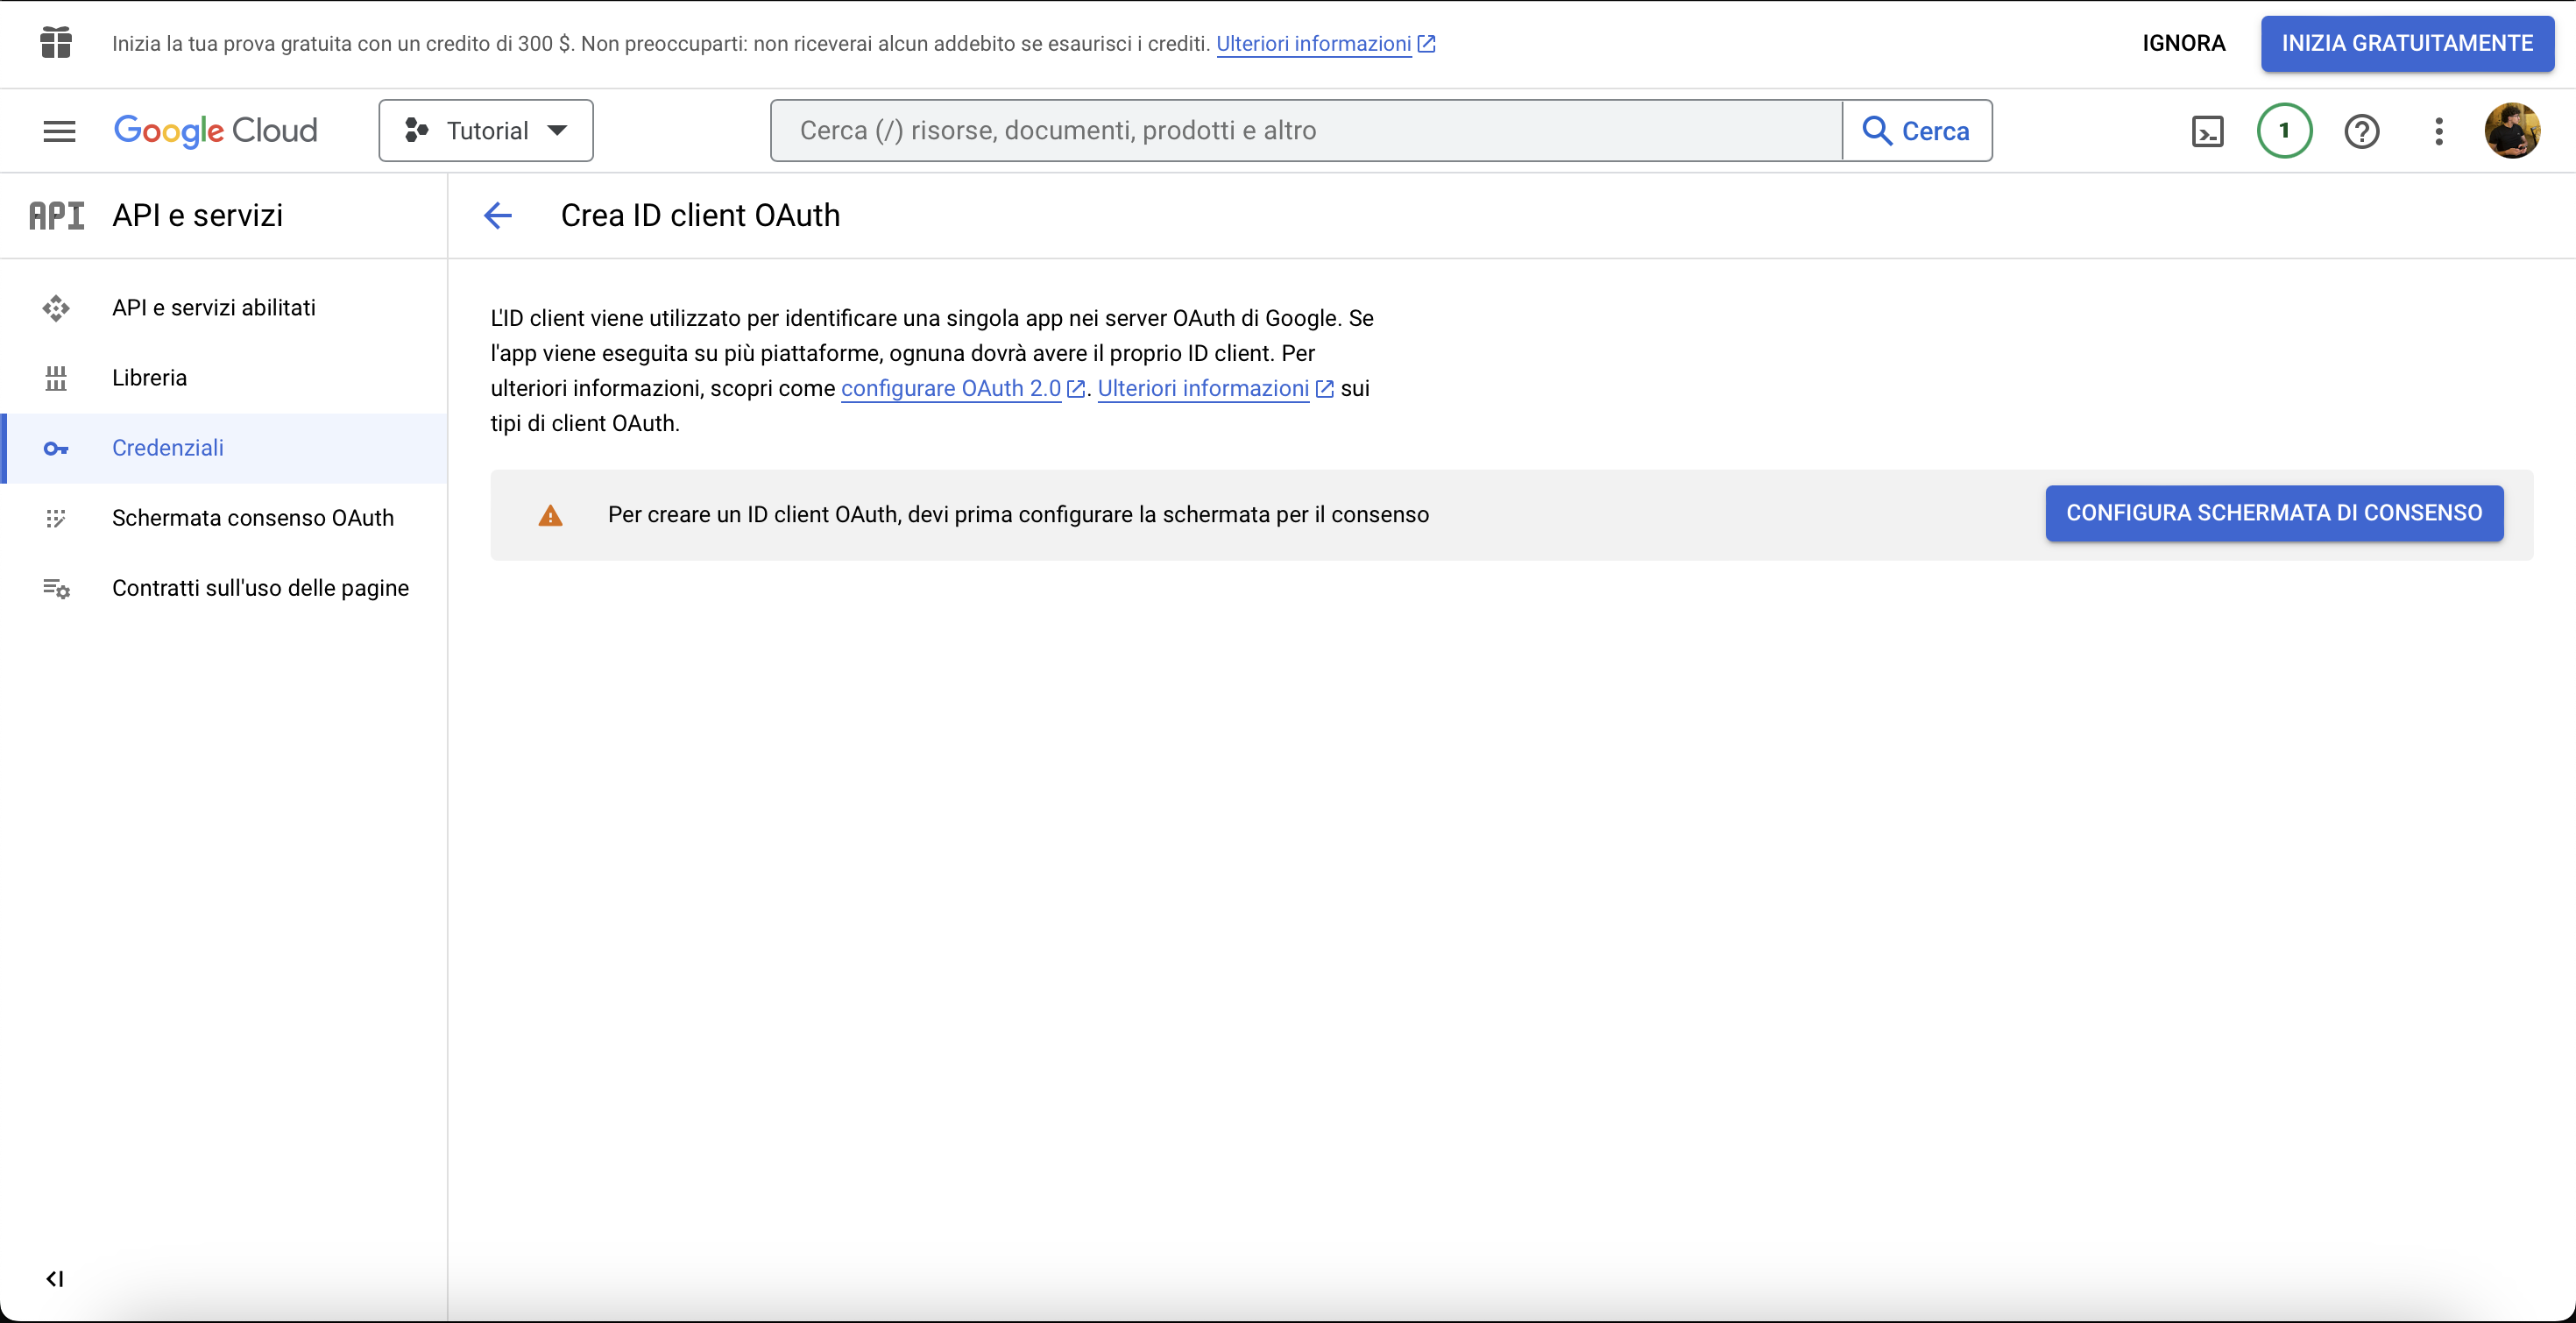 Inizia la tua prova gratuita con un credito di 300 $. Non preoccuparti: non riceverai alcun addebito se esaurisci i crediti. Ulteriori informazioni
IGNORA
INIZIA GRATUITAMENTE
Google Cloud
Tutorial
Cerca (/) risorse, documenti, prodotti e altro
Cerca
1
API
API e servizi
Crea ID client OAuth
API e servizi abilitati
Libreria
Credenziali
Schermata consenso OAuth
Contratti sull'uso delle pagine
L'ID client viene utilizzato per identificare una singola app nei server OAuth di Google. Se
l'app viene eseguita su più piattaforme, ognuna dovrà avere il proprio ID client. Per
ulteriori informazioni, scopri come configurare OAuth 2.0. Ulteriori informazioni sui
tipi di client OAuth.
Per creare un ID client OAuth, devi prima configurare la schermata per il consenso
CONFIGURA SCHERMATA DI CONSENSO